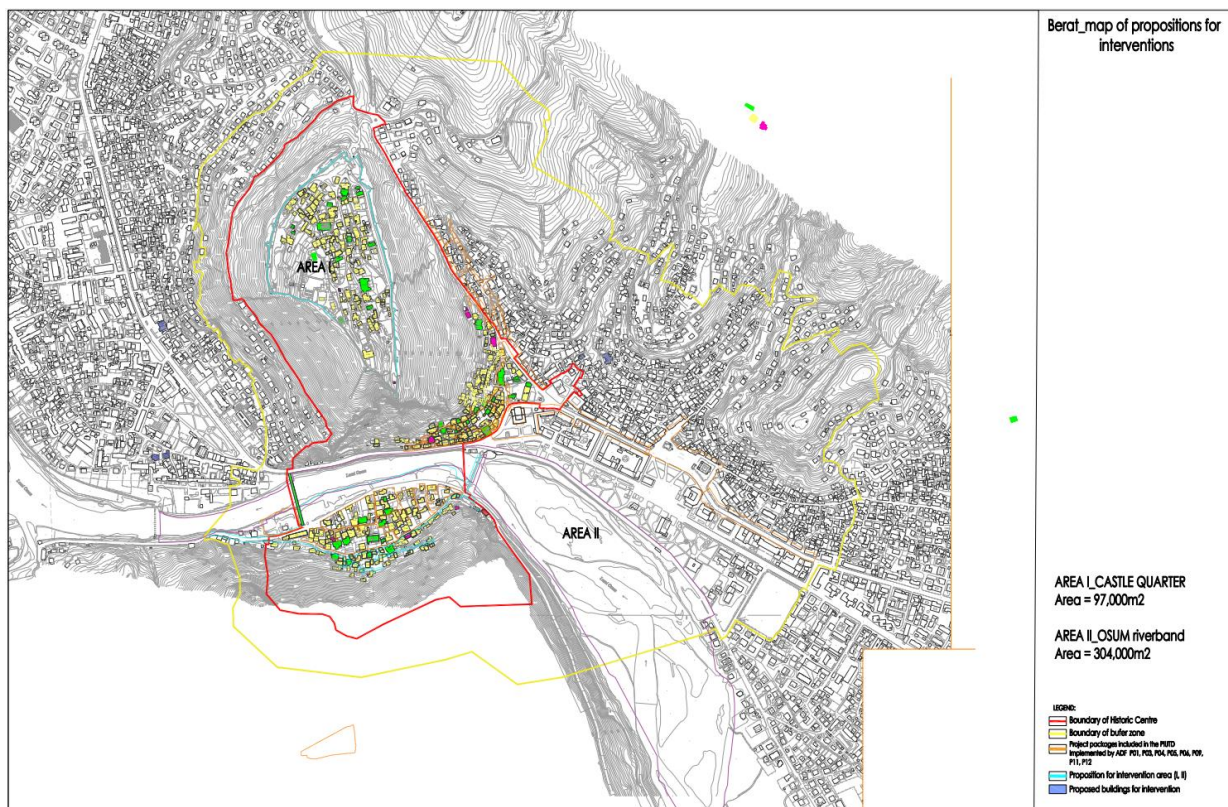 Berat_map of propositions for
interventions
AREA I
AREA II
AREA I_CASTLE QUARTER
Area = 97,000m2
AREA II_OSUM riverband
Area = 304,000m2
LEGEND:
Boundary of Historic Centre
Boundary of bufer zone
Project packages included in the PIUTD
implemented by ADF P01, P03, P04, P05, P06, P09,
P11, P12
Proposition for intervention area (I, II)
Proposed buildings for intervention